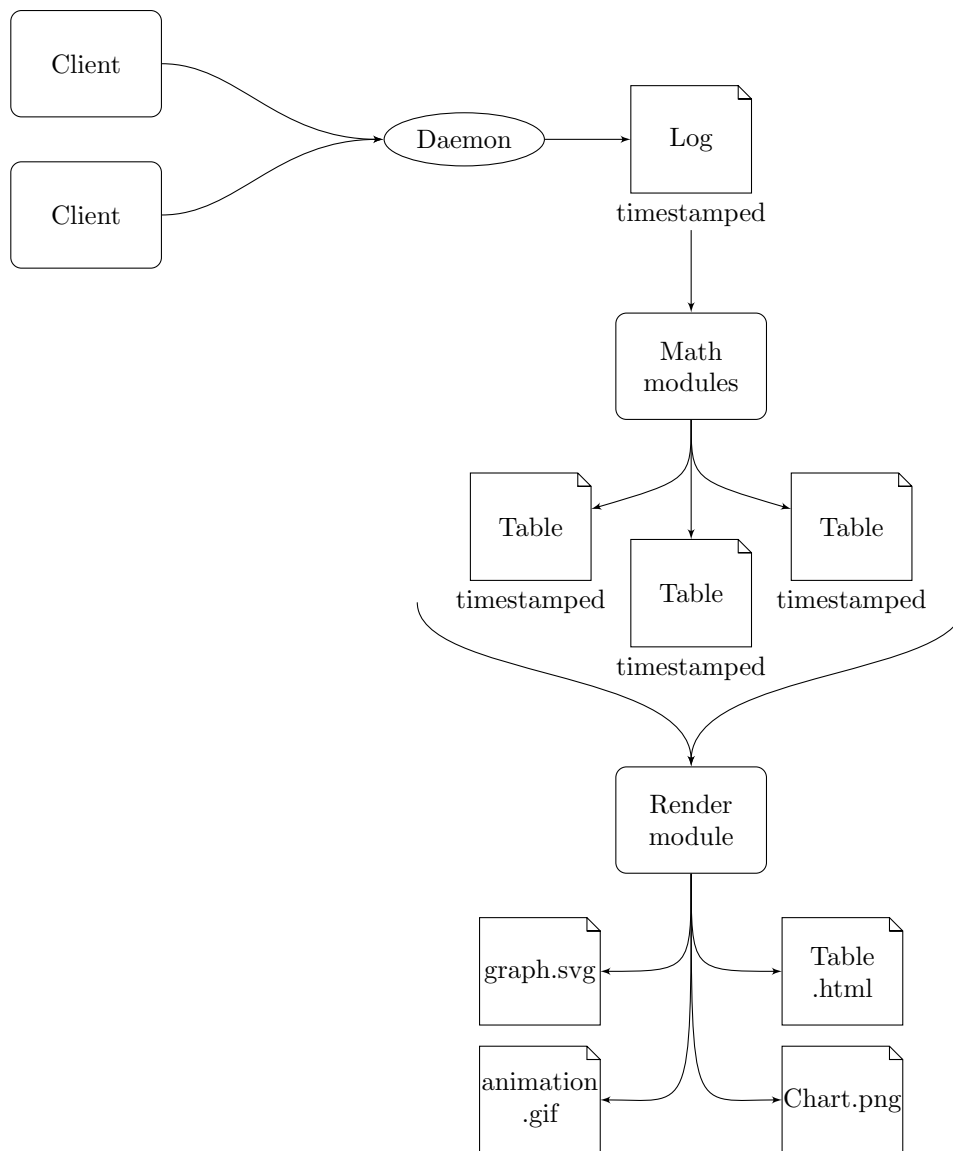 Client
Daemon
Log
Client
timestamped
Math
modules
Table
Table
Table
timestamped
timestamped
timestamped
Render
module
graph.svg
Table
.html
animation
.gif
Chart.png